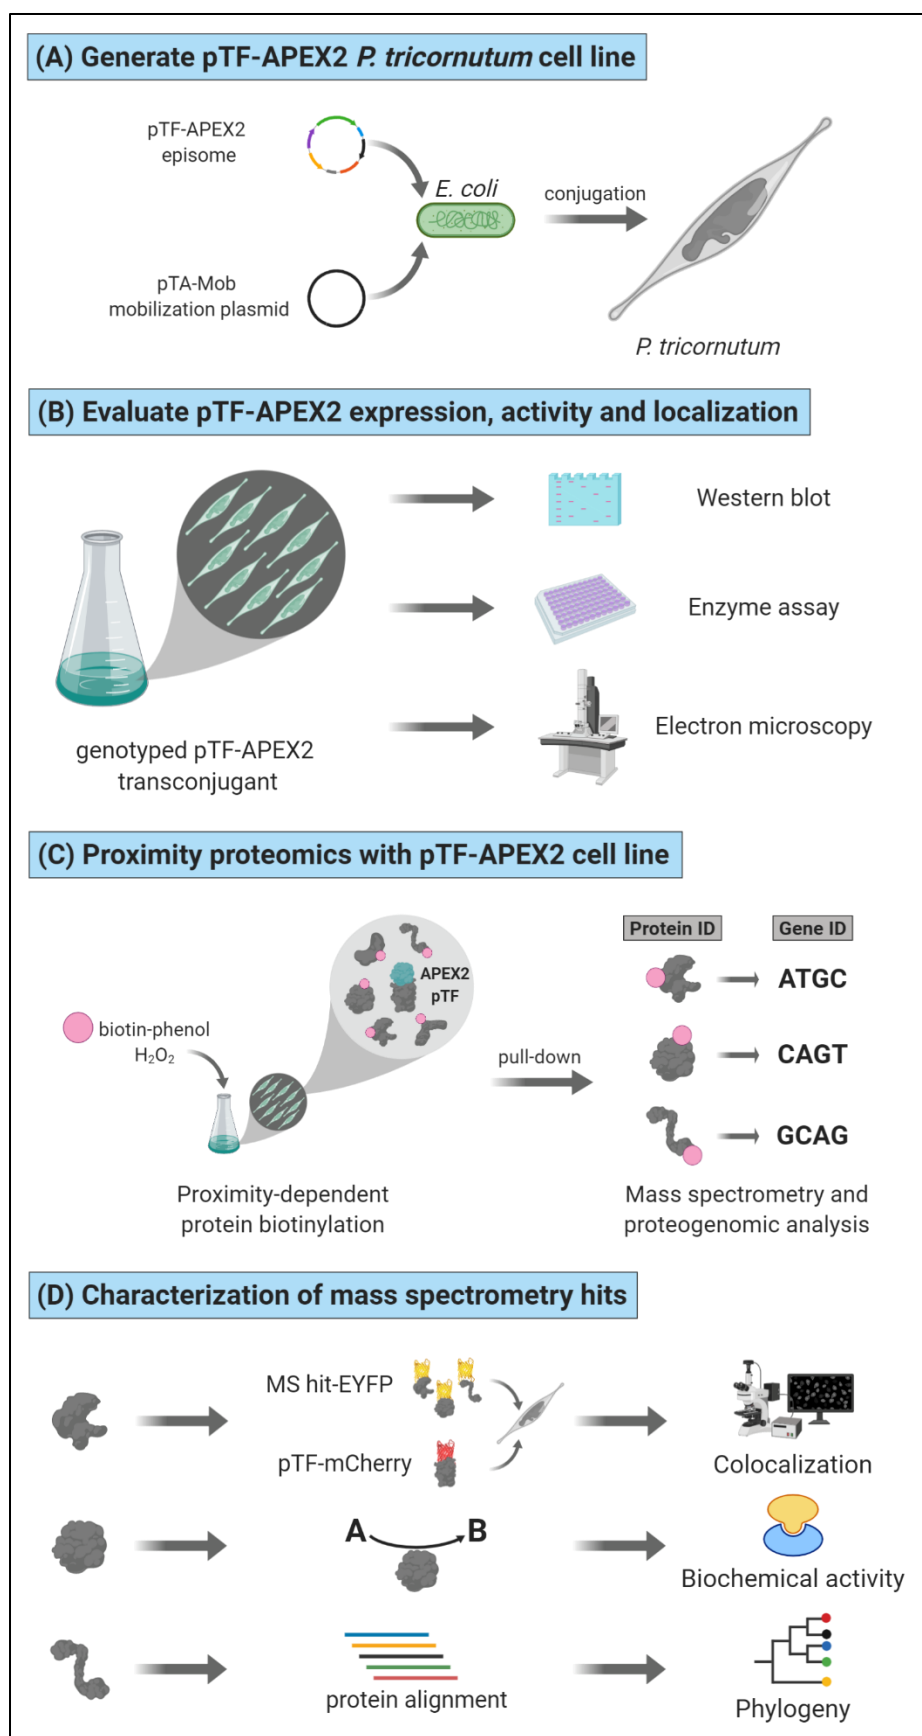 (A) Generate pTF-APEX2 P. tricornutum cell line
pTF-APEX2
episome
E. coli
conjugation
pTA-Mob
mobilization plasmid
P. tricornutum
(B) Evaluate pTF-APEX2 expression, activity and localization
Western blot
Enzyme assay
Electron microscopy
genotyped pTF-APEX2
transconjugant
(C) Proximity proteomics with pTF-APEX2 cell line
Protein ID
Gene ID
APEX2
pTF
ATGC
biotin-phenol
H₂O₂
pull-down
CAGT
GCAG
Proximity-dependent
protein biotinylation
Mass spectrometry and
proteogenomic analysis
(D) Characterization of mass spectrometry hits
MS hit-EYFP
pTF-mCherry
Colocalization
A
B
Biochemical activity
protein alignment
Phylogeny